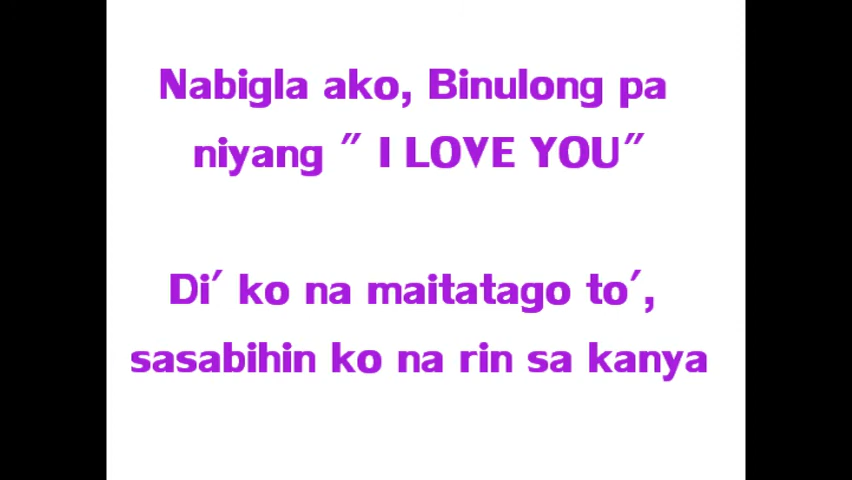 Nabigla ako, Binulong pa
niyang " I LOVE YOU"
Di' ko na maitatago to',
sasabihin ko na rin sa kanya